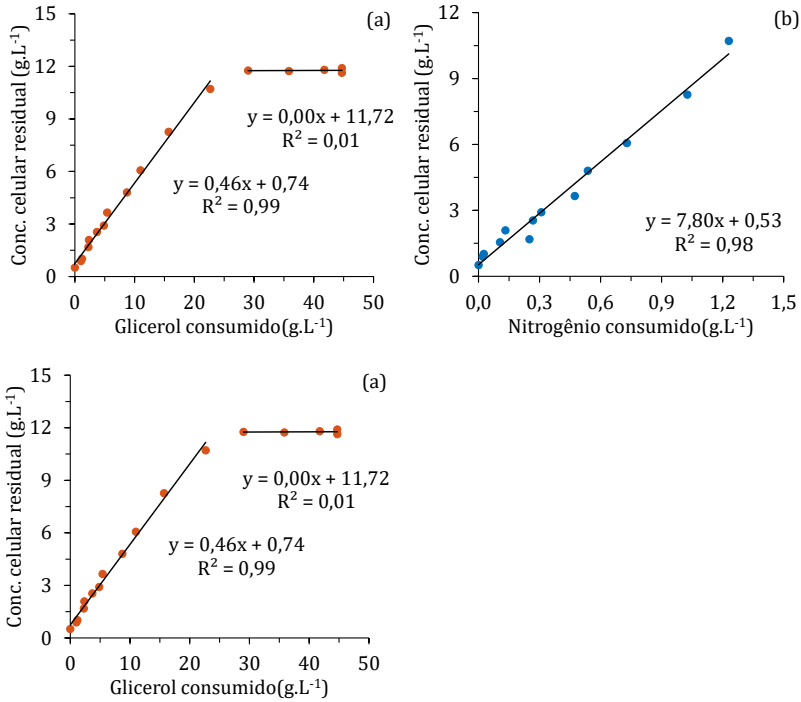 (a)
Conc. celular residual (g.L⁻¹)
15
12
9
6
3
0
y = 0,00x + 11,72
R² = 0,01
y = 0,46x + 0,74
R² = 0,99
0 10 20 30 40 50
Glicerol consumido(g.L⁻¹)
(b)
Conc. celular residual (g.L⁻¹)
12
9
6
3
0
y = 7,80x + 0,53
R² = 0,98
0,0 0,3 0,6 0,9 1,2 1,5
Nitrogênio consumido(g.L⁻¹)
(a)
Conc. celular residual (g.L⁻¹)
15
12
9
6
3
0
y = 0,00x + 11,72
R² = 0,01
y = 0,46x + 0,74
R² = 0,99
0 10 20 30 40 50
Glicerol consumido(g.L⁻¹)